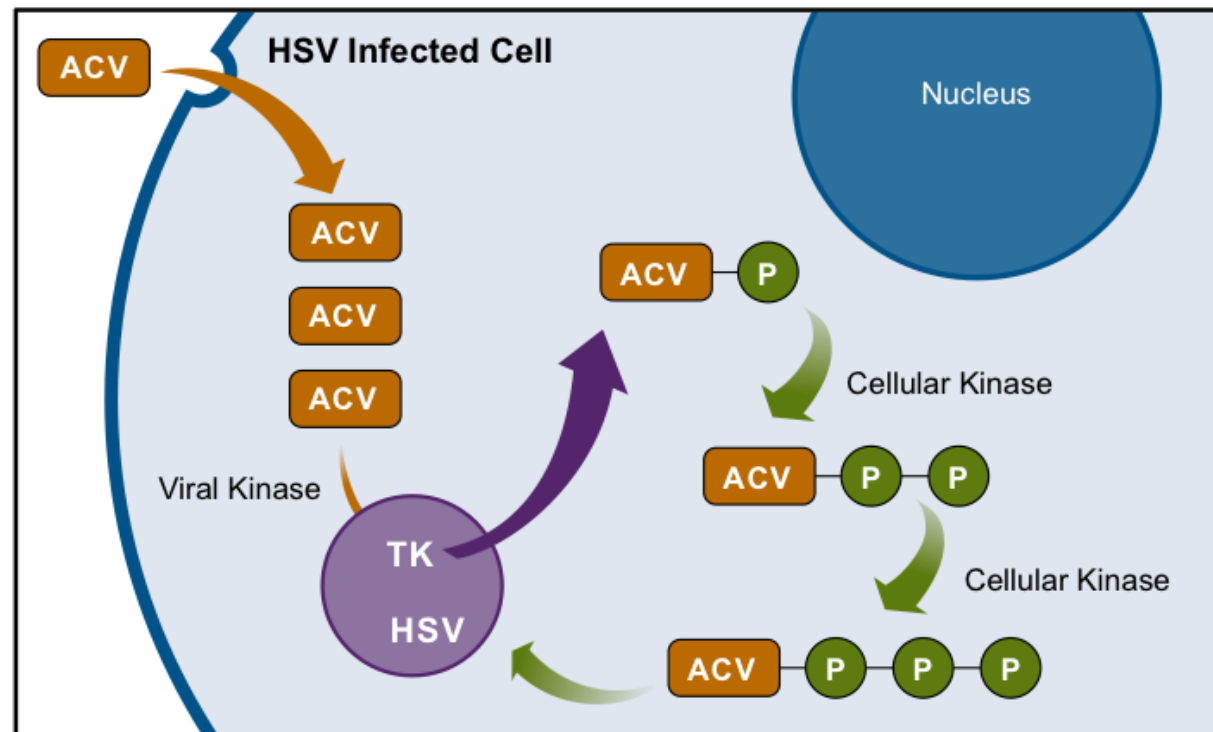 ACV
HSV Infected Cell
Nucleus
ACV
ACV
ACV
Viral Kinase
TK
HSV
ACV P
Cellular Kinase
ACV P P
Cellular Kinase
ACV P P P